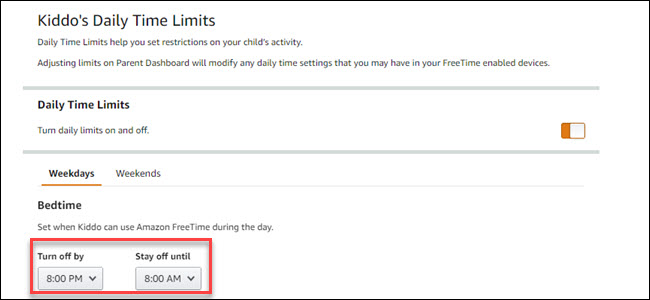 Kiddo's Daily Time Limits
Daily Time Limits help you set restrictions on your child's activity.
Adjusting limits on Parent Dashboard will modify any daily time settings that you may have in your FreeTime enabled devices.
Daily Time Limits
Turn daily limits on and off.
Weekdays Weekends
Bedtime
Set when Kiddo can use Amazon FreeTime during the day.
Turn off by Stay off until
8:00 PM 8:00 AM